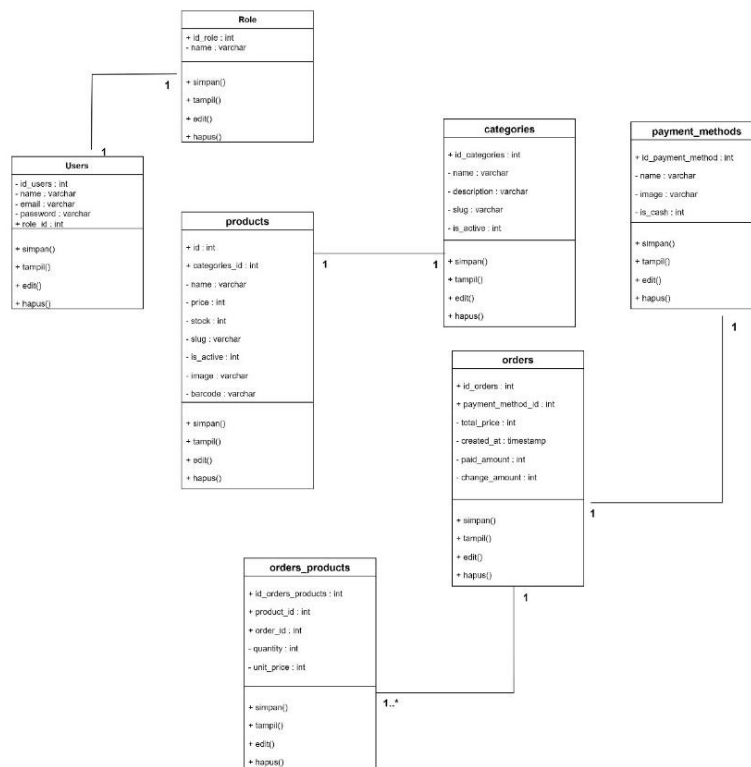 Role
+ id_role : int
- name : varchar
+ simpan()
+ tampil()
+ edit()
+ hapus()
1
1
Users
- id_users : int
- name : varchar
- email : varchar
- password : varchar
+ role_id : int
+ simpan()
+ tampil()
+ edit()
+ hapus()
products
+ id : int
+ categories_id : int
- name : varchar
- price : int
- stock : int
- slug : varchar
- is_active : int
- image : varchar
- barcode : varchar
+ simpan()
+ tampil()
+ edit()
+ hapus()
1
1
categories
+ id_categories : int
- name : varchar
- description : varchar
- slug : varchar
- is_active : int
+ simpan()
+ tampil()
+ edit()
+ hapus()
payment_methods
+ id_payment_method : int
- name : varchar
- image : varchar
- is_cash : int
+ simpan()
+ tampil()
+ edit()
+ hapus()
1
1
orders
+ id_orders : int
+ payment_method_id : int
- total_price : int
- created_at : timestamp
- paid_amount : int
- change_amount : int
+ simpan()
+ tampil()
+ edit()
+ hapus()
1
1..*
orders_products
+ id_orders_products : int
+ product_id : int
+ order_id : int
- quantity : int
- unit_price : int
+ simpan()
+ tampil()
+ edit()
+ hapus()